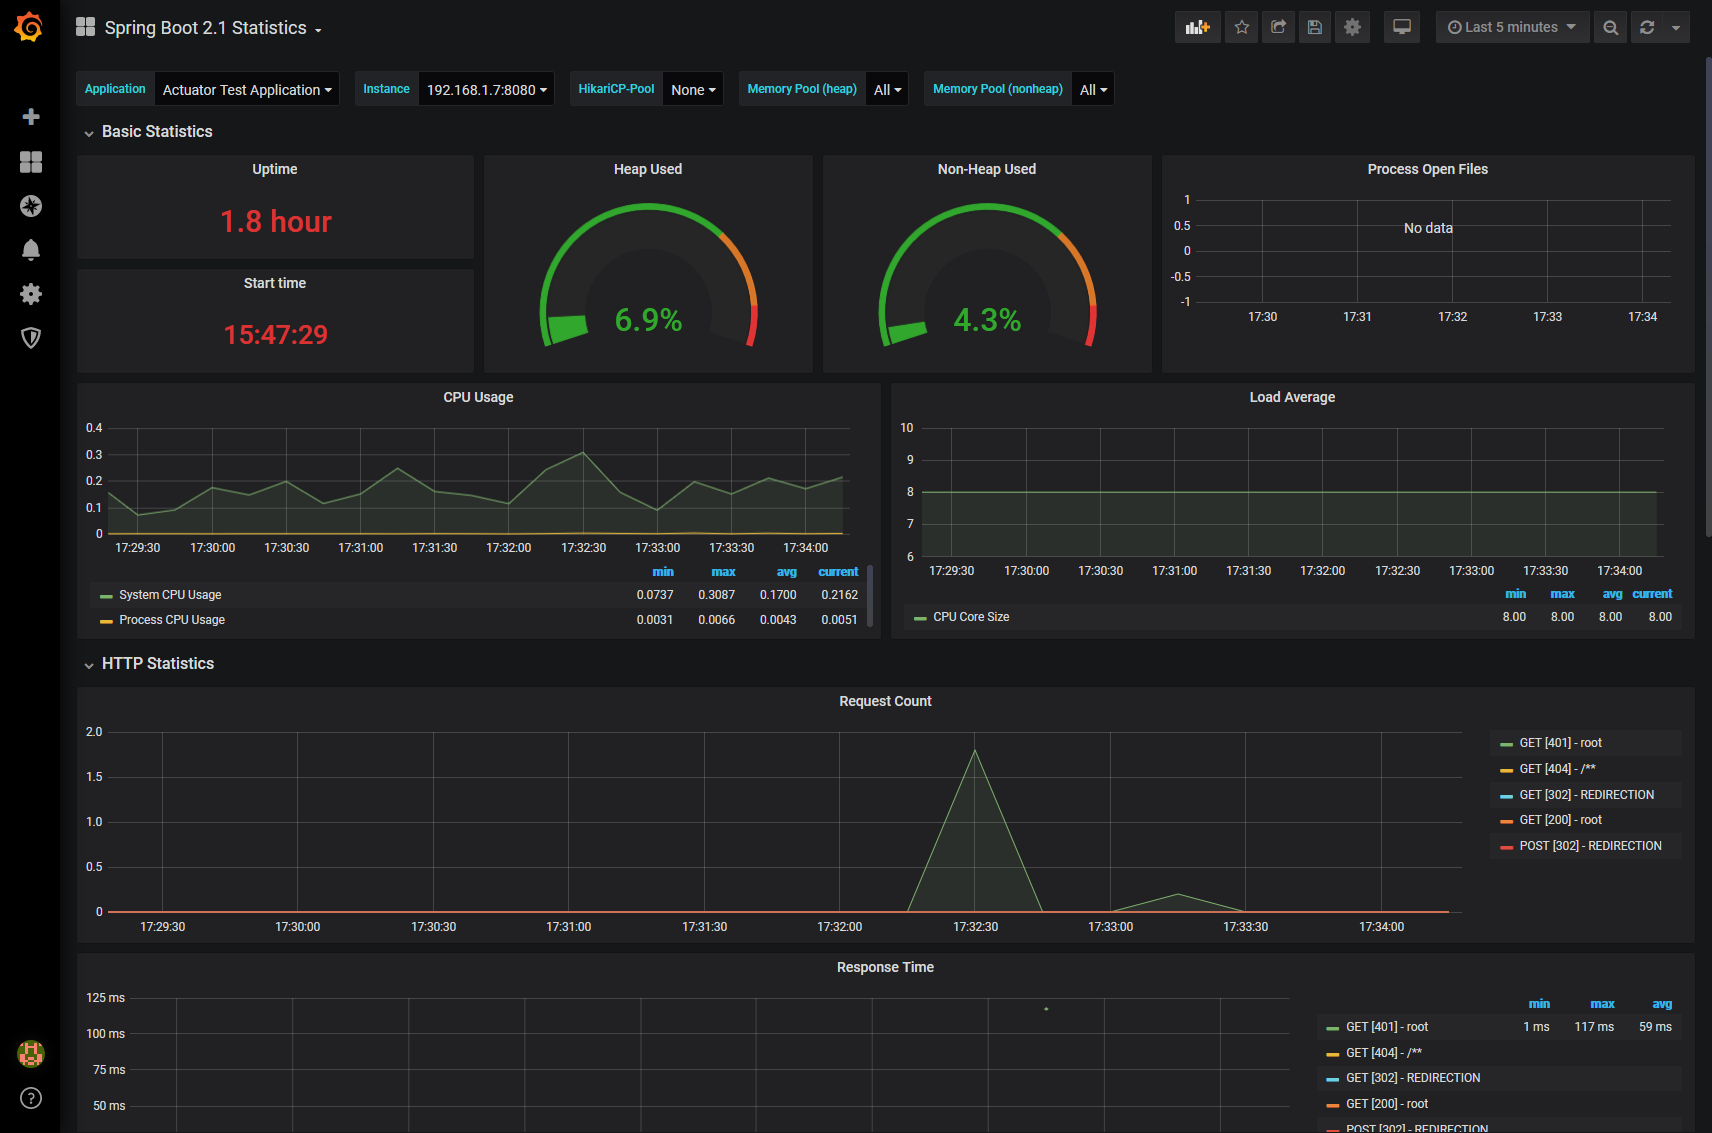 Spring Boot 2.1 Statistics
Last 5 minutes
Application Actuator Test Application Instance 192.168.1.7:8080 HikariCP-Pool None Memory Pool (heap) All Memory Pool (nonheap) All
Basic Statistics
Uptime
1.8 hour
Start time
15:47:29
Heap Used
6.9%
Non-Heap Used
4.3%
Process Open Files
1
0.5
0
-0.5
-1
No data
17:30 17:31 17:32 17:33 17:34
CPU Usage
0.4
0.3
0.2
0.1
0
17:29:30 17:30:00 17:30:30 17:31:00 17:31:30 17:32:00 17:32:30 17:33:00 17:33:30 17:34:00
min max avg current
System CPU Usage 0.0737 0.3087 0.1700 0.2162
Process CPU Usage 0.0031 0.0066 0.0043 0.0051
Load Average
10
9
8
7
6
17:29:30 17:30:00 17:30:30 17:31:00 17:31:30 17:32:00 17:32:30 17:33:00 17:33:30 17:34:00
min max avg current
CPU Core Size 8.00 8.00 8.00 8.00
HTTP Statistics
Request Count
2.0
1.5
1.0
0.5
0
17:29:30 17:30:00 17:30:30 17:31:00 17:31:30 17:32:00 17:32:30 17:33:00 17:33:30 17:34:00
GET [401] - root
GET [404] - /**
GET [302] - REDIRECTION
GET [200] - root
POST [302] - REDIRECTION
Response Time
125 ms
100 ms
75 ms
50 ms
min max avg
GET [401] - root 1 ms 117 ms 59 ms
GET [404] - /**
GET [302] - REDIRECTION
GET [200] - root
POST [302] - REDIRECTION